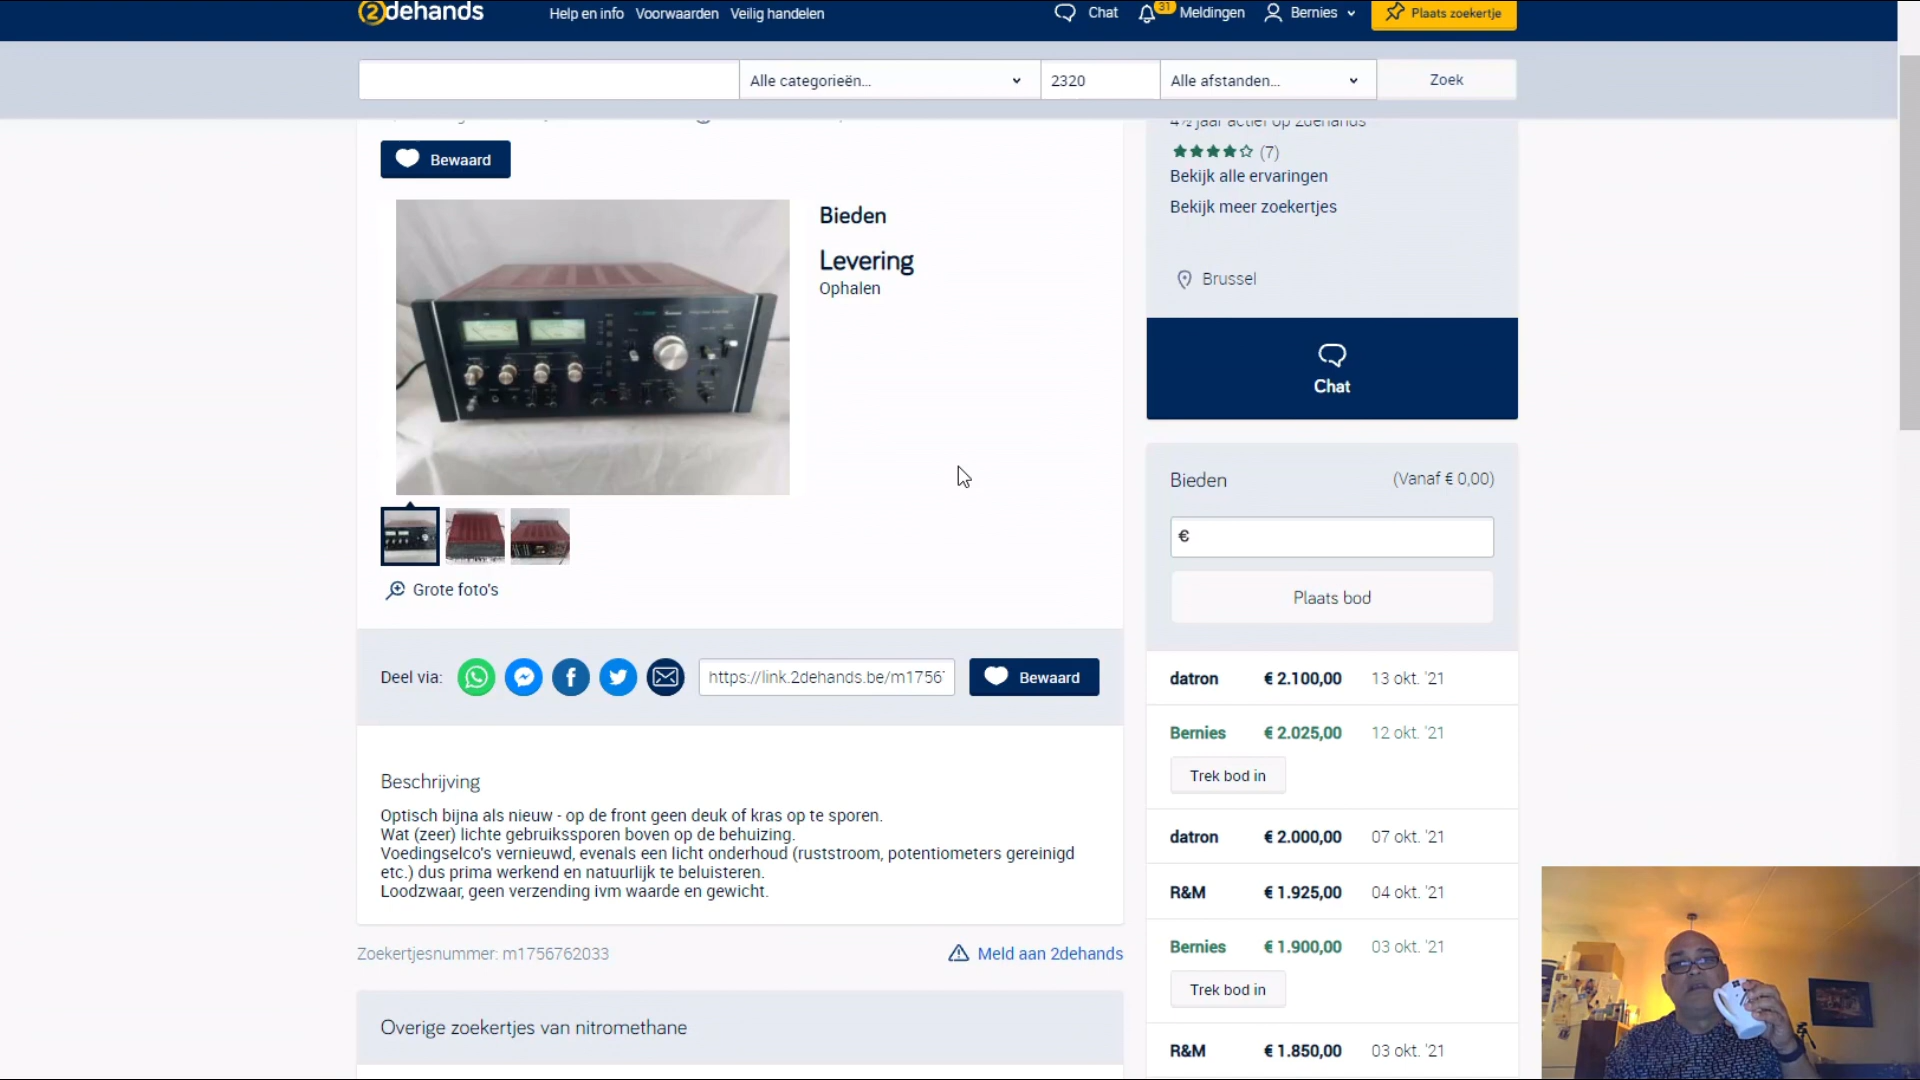 2dehands
Help en info Voorwaarden Veilig handelen
Chat 31 Meldingen Bernies Plaats zoekertje
Alle categorieën... 2320 Alle afstanden... Zoek
4½ jaar actief op 2dehands
Bewaard
(7)
Bekijk alle ervaringen
Bekijk meer zoekertjes
Bieden
Levering
Ophalen
Brussel
Chat
Grote foto's
Bieden (Vanaf € 0,00)
€
Plaats bod
Deel via: https://link.2dehands.be/m1756 Bewaard
datron € 2.100,00 13 okt. '21
Bernies € 2.025,00 12 okt. '21
Trek bod in
datron € 2.000,00 07 okt. '21
R&M € 1.925,00 04 okt. '21
Bernies € 1.900,00 03 okt. '21
Trek bod in
R&M € 1.850,00 03 okt. '21
Beschrijving
Optisch bijna als nieuw - op de front geen deuk of kras op te sporen.
Wat (zeer) lichte gebruikssporen boven op de behuizing.
Voedingselco's vernieuwd, evenals een licht onderhoud (ruststroom, potentiometers gereinigd
etc.) dus prima werkend en natuurlijk te beluisteren.
Loodzwaar, geen verzending ivm waarde en gewicht.
Zoekertjesnummer: m1756762033 Meld aan 2dehands
Overige zoekertjes van nitromethane